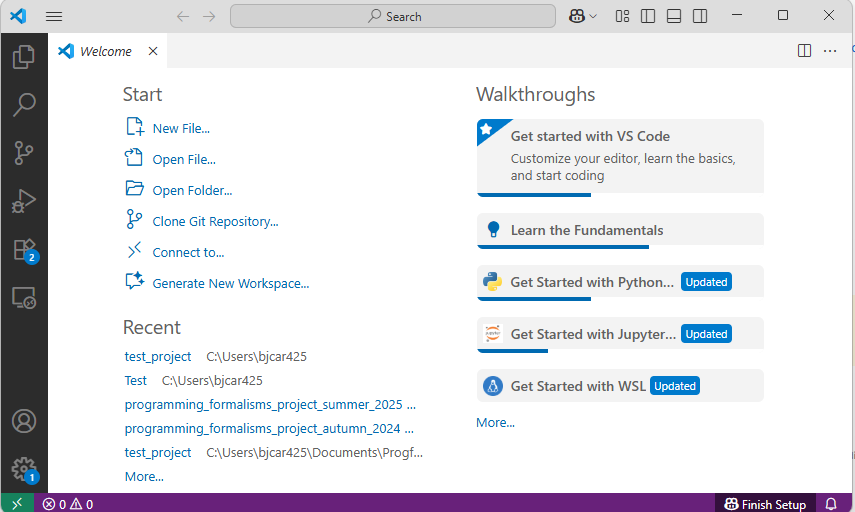 Search
Welcome
Start
New File...
Open File...
Open Folder...
Clone Git Repository...
Connect to...
Generate New Workspace...
Recent
test_project C:\Users\bjcar425
Test C:\Users\bjcar425
programming_formalisms_project_summer_2025 ...
programming_formalisms_project_autumn_2024 ...
test_project C:\Users\bjcar425\Documents\Progf...
More...
Walkthroughs
Get started with VS Code
Customize your editor, learn the basics,
and start coding
Learn the Fundamentals
Get Started with Python... Updated
Get Started with Jupyter... Updated
Get Started with WSL Updated
More...
2
1
0 0
Finish Setup